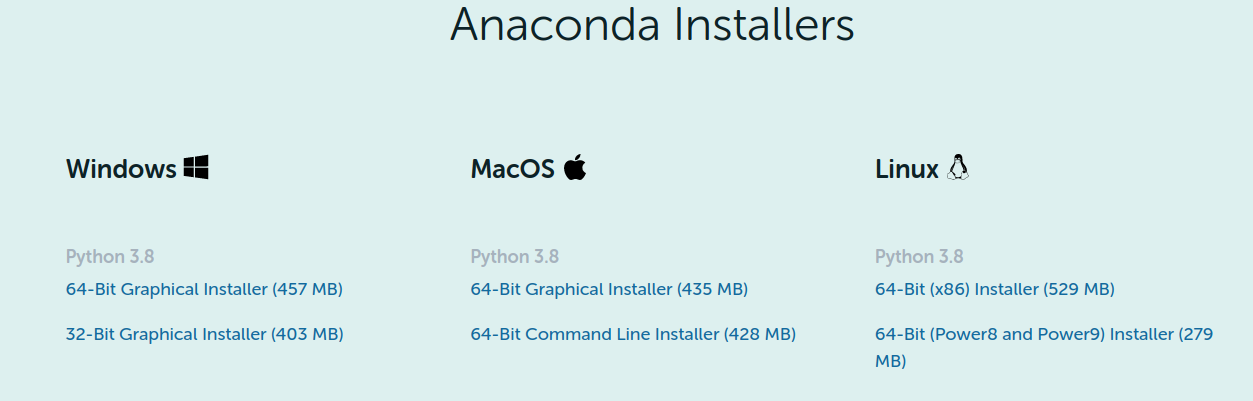 Anaconda Installers
Windows
Python 3.8
64-Bit Graphical Installer (457 MB)
32-Bit Graphical Installer (403 MB)
MacOS
Python 3.8
64-Bit Graphical Installer (435 MB)
64-Bit Command Line Installer (428 MB)
Linux
Python 3.8
64-Bit (x86) Installer (529 MB)
64-Bit (Power8 and Power9) Installer (279
MB)